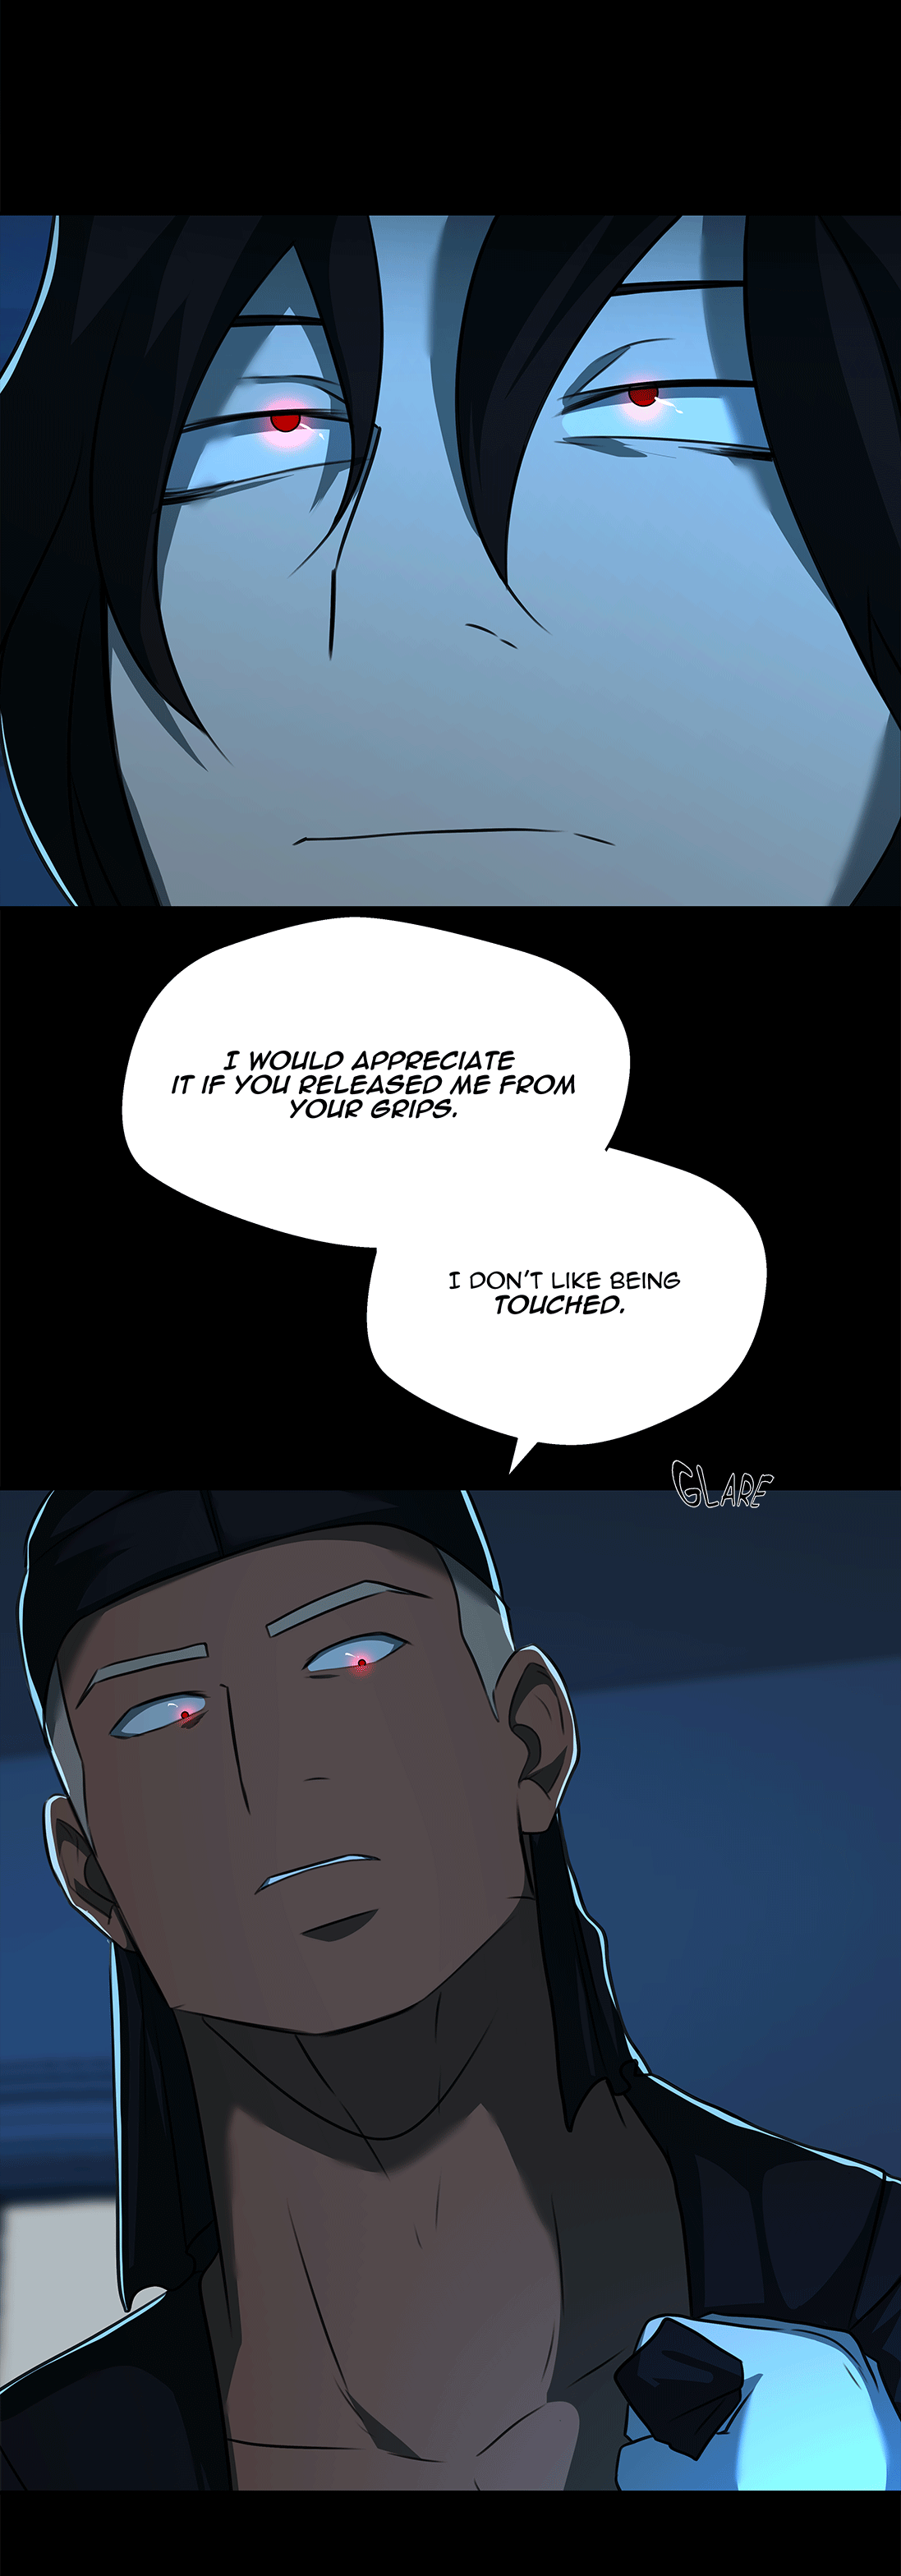 I WOULD APPRECIATE
IT IF YOU RELEASED ME FROM
YOUR GRIPS.
I DON'T LIKE BEING
TOUCHED.
GLARE